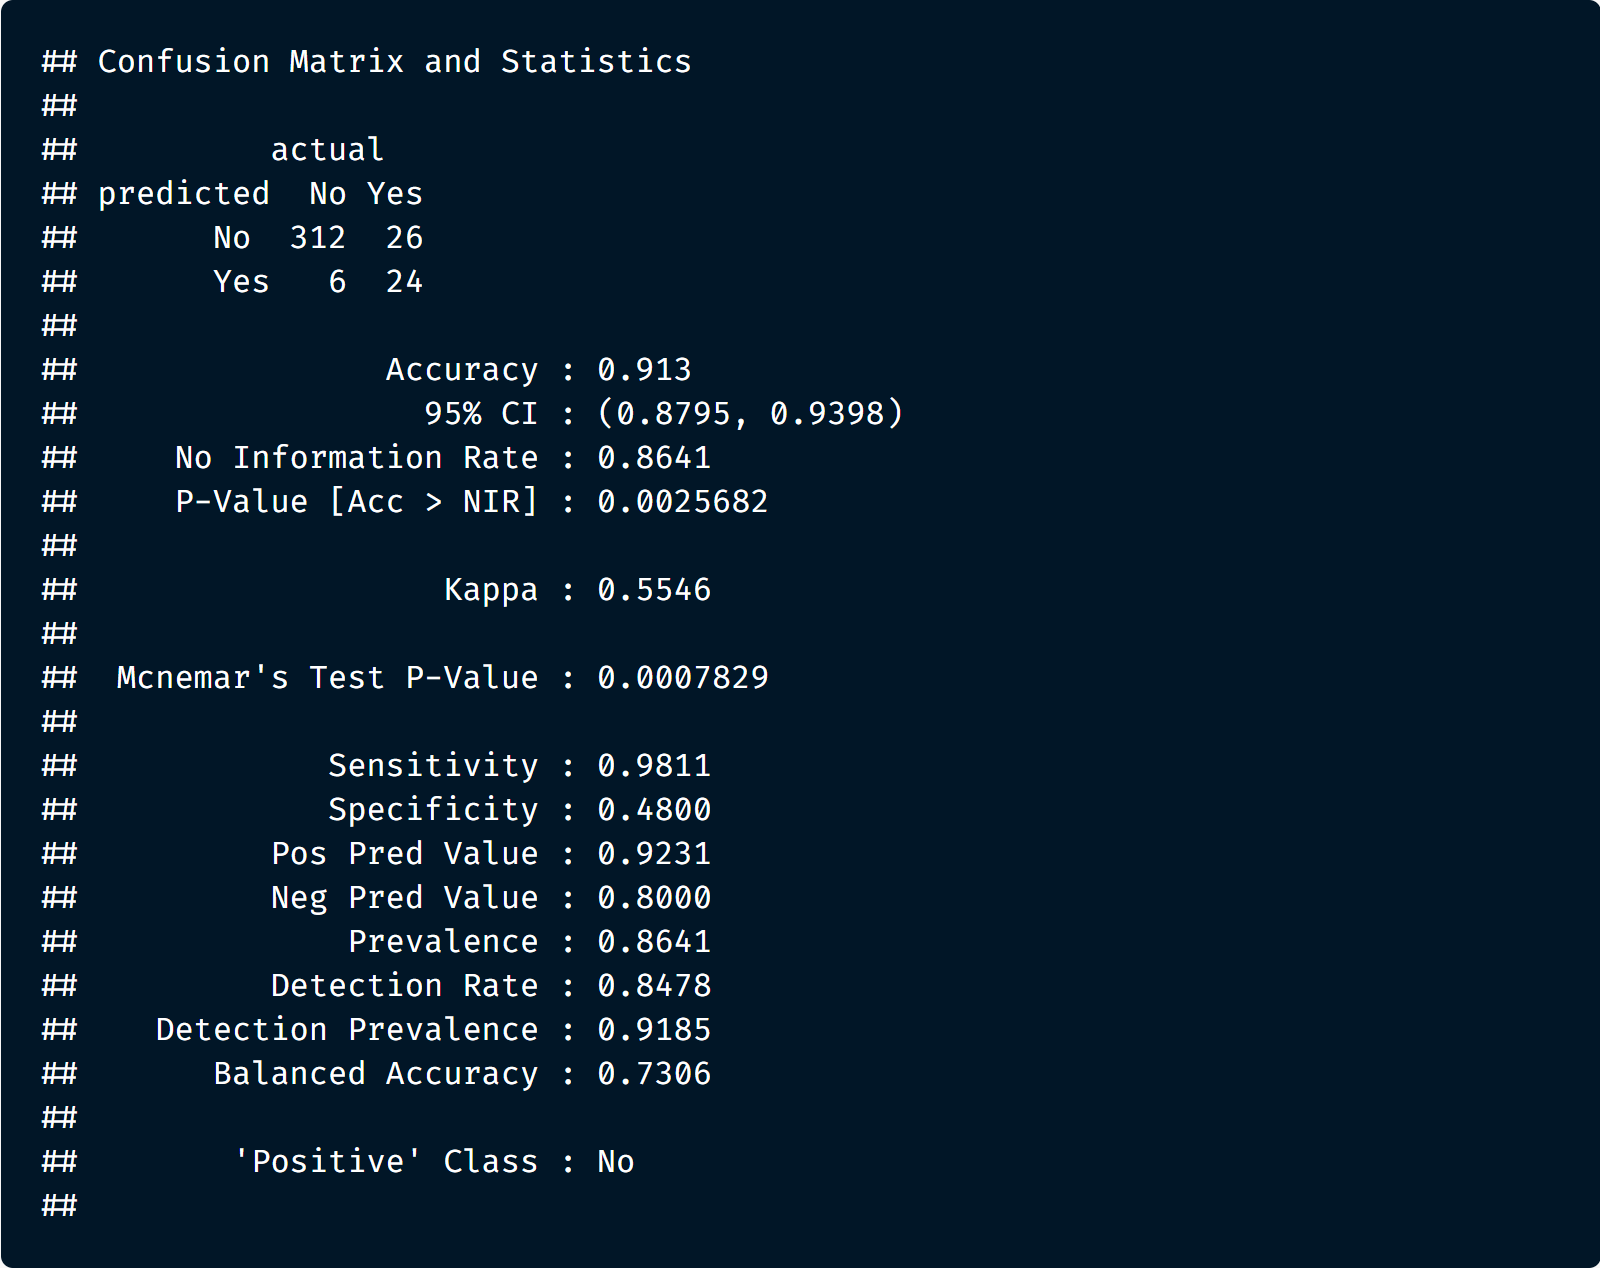 ## Confusion Matrix and Statistics
##
##           actual
## predicted  No Yes
##       No  312  26
##       Yes   6  24
##
##                Accuracy : 0.913
##                  95% CI : (0.8795, 0.9398)
##     No Information Rate : 0.8641
##     P-Value [Acc > NIR] : 0.0025682
##
##                   Kappa : 0.5546
##
##  Mcnemar's Test P-Value : 0.0007829
##
##             Sensitivity : 0.9811
##             Specificity : 0.4800
##          Pos Pred Value : 0.9231
##          Neg Pred Value : 0.8000
##              Prevalence : 0.8641
##          Detection Rate : 0.8478
##    Detection Prevalence : 0.9185
##       Balanced Accuracy : 0.7306
##
##        'Positive' Class : No
##